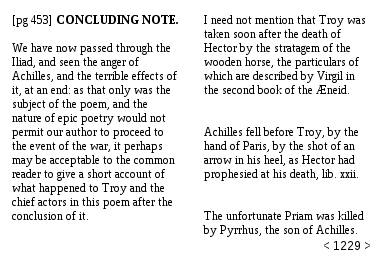 [pg 453] CONCLUDING NOTE.
We have now passed through the
Iliad, and seen the anger of
Achilles, and the terrible effects of
it, at an end: as that only was the
subject of the poem, and the
nature of epic poetry would not
permit our author to proceed to
the event of the war, it perhaps
may be acceptable to the common
reader to give a short account of
what happened to Troy and the
chief actors in this poem after the
conclusion of it.
I need not mention that Troy was
taken soon after the death of
Hector by the stratagem of the
wooden horse, the particulars of
which are described by Virgil in
the second book of the Æneid.
Achilles fell before Troy, by the
hand of Paris, by the shot of an
arrow in his heel, as Hector had
prophesied at his death, lib. xxii.
The unfortunate Priam was killed
by Pyrrhus, the son of Achilles.
< 1229 >